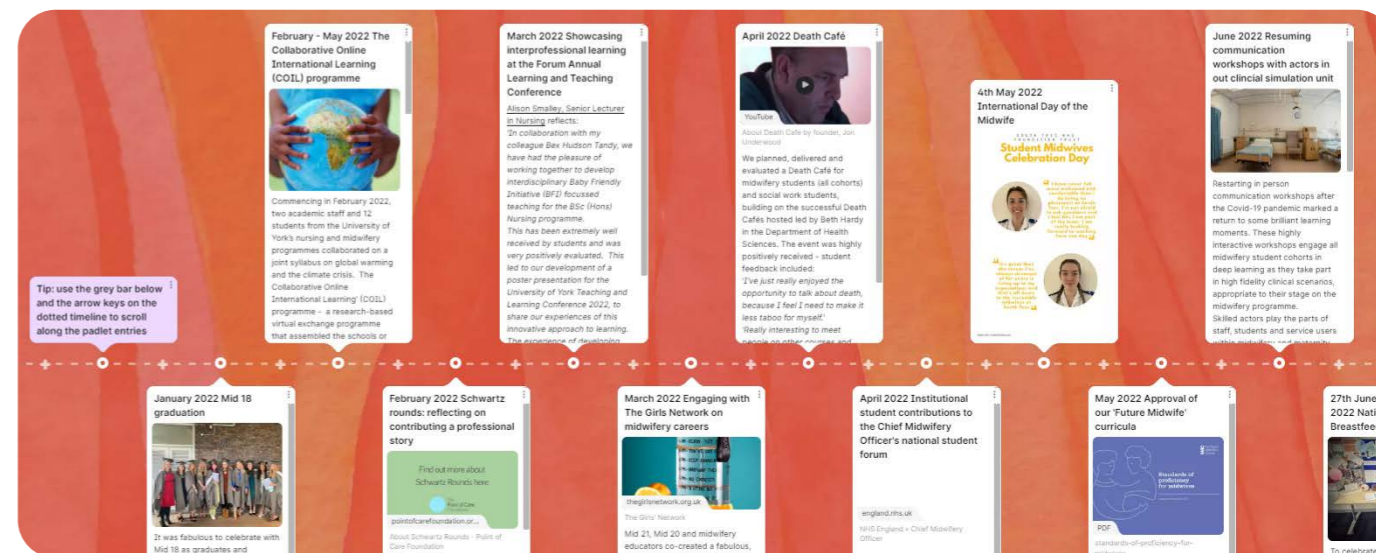 February - May 2022 The
Collaborative Online
International Learning
(COIL) programme
Commencing in February 2022,
two academic staff and 12
students from the University of
York's nursing and midwifery
programmes collaborated on a
joint syllabus on global warming
and the climate crisis. The
Collaborative Online
International Learning' (COIL)
programme - a research-based
virtual exchange programme
that assembled the schools or
March 2022 Showcasing
interprofessional learning
at the Forum Annual
Learning and Teaching
Conference
Alison Smalley, Senior Lecturer
in Nursing reflects:
'In collaboration with my
colleague Bex Hudson Tandy, we
have had the pleasure of
working together to develop
interdisciplinary Baby Friendly
Initiative (BFI) focussed
teaching for the BSc (Hons)
Nursing programme.
This has been extremely well
received by students and was
very positively evaluated. This
led to our development of a
poster presentation for the
University of York Teaching and
Learning Conference 2022, to
share our experiences of this
innovative approach to learning.
The experience of developing
April 2022 Death Café
YouTube
About Death Cafe by founder, Jon
Underwood
We planned, delivered and
evaluated a Death Café for
midwifery students (all cohorts)
and social work students,
building on the successful Death
Cafés hosted led by Beth Hardy
in the Department of Health
Sciences. The event was highly
positively received - student
feedback included:
'I've just really enjoyed the
opportunity to talk about death,
because I feel I need to make it
less taboo for myself.'
'Really interesting to meet
people on other courses and
4th May 2022
International Day of the
Midwife
Student Midwives
Celebration Day
June 2022 Resuming
communication
workshops with actors in
out clincial simulation unit
Restarting in person
communication workshops after
the Covid-19 pandemic marked a
return to some brilliant learning
moments. These highly
interactive workshops engage all
midwifery student cohorts in
deep learning as they take part
in high fidelity clinical scenarios,
appropriate to their stage on the
midwifery programme.
Skilled actors play the parts of
staff, students and service users
within midwifery and maternity
Tip: use the grey bar below
and the arrow keys on the
dotted timeline to scroll
along the padlet entries
January 2022 Mid 18
graduation
It was fabulous to celebrate with
Mid 18 as graduates and
February 2022 Schwartz
rounds: reflecting on
contributing a professional
story
Find out more about
Schwartz Rounds here
pointofcarefoundation.or...
About Schwartz Rounds - Point of
Care Foundation
March 2022 Engaging with
The Girls Network on
midwifery careers
thegirlsnetwork.org.uk
The Girls' Network
Mid 21, Mid 20 and midwifery
educators co-created a fabulous,
April 2022 Institutional
student contributions to
the Chief Midwifery
Officer's national student
forum
england.nhs.uk
NHS England » Chief Midwifery
Officer
May 2022 Approval of
our 'Future Midwife'
curricula
Standards of
proficiency
for midwives
PDF
standards-of-proficiency-for-
27th June
2022 Nati
Breastfee
To celebrate